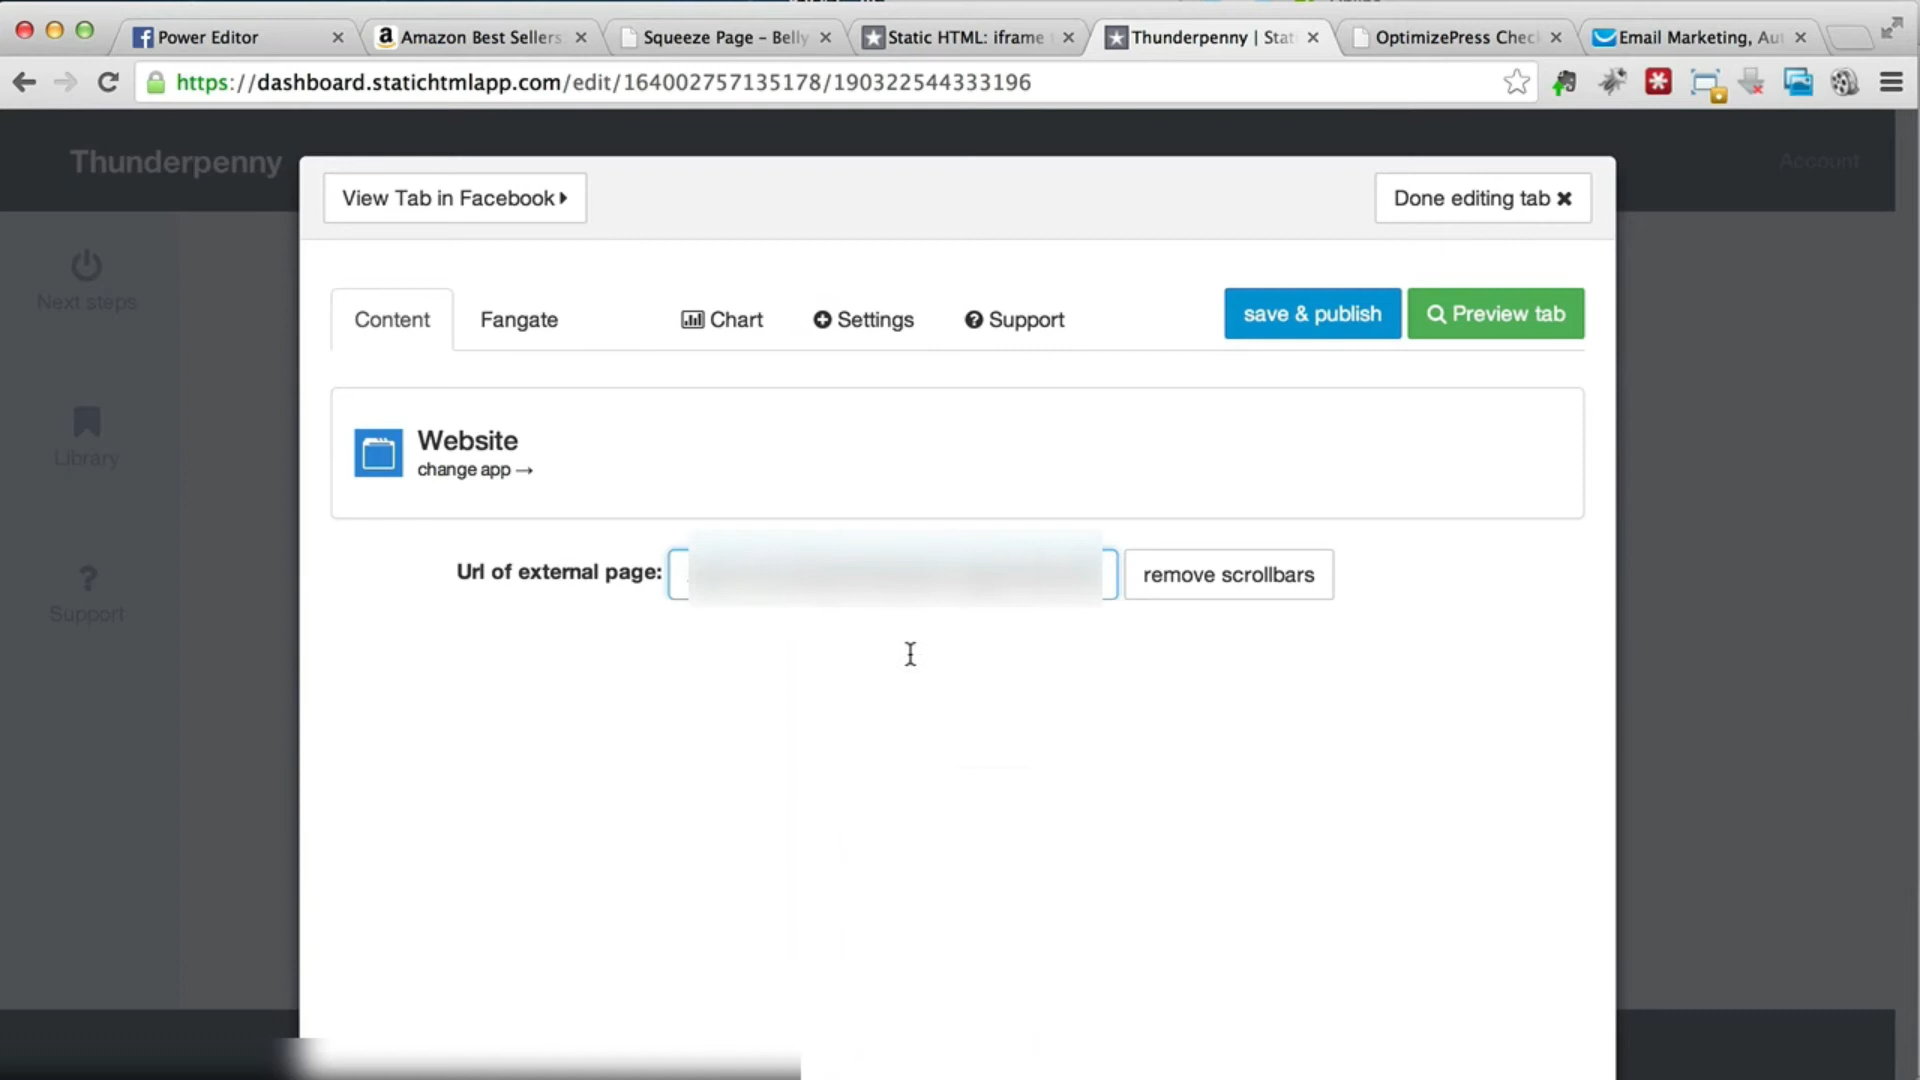 Power Editor
Amazon Best Sellers
Squeeze Page – Belly
Static HTML: iframe
Thunderpenny | Stat
OptimizePress Chec
Email Marketing, Au
https://dashboard.statichtmlapp.com/edit/164002757135178/190322544333196
Thunderpenny
Account
View Tab in Facebook
Done editing tab ✖
Next steps
Content
Fangate
Chart
Settings
Support
save & publish
Preview tab
Website
change app →
Library
Url of external page:
remove scrollbars
Support